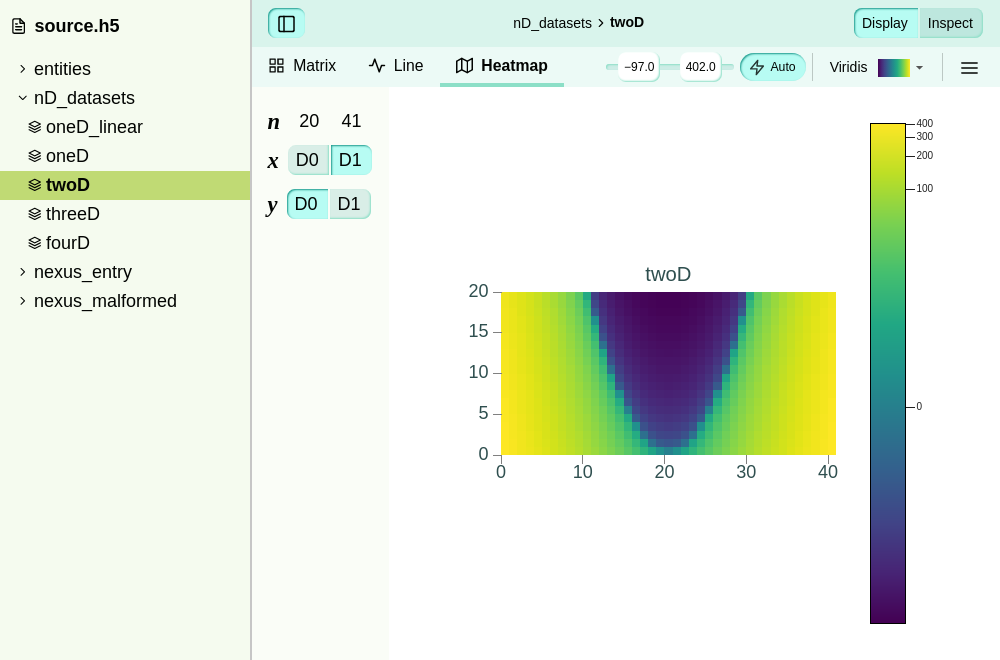 source.h5
entities
nD_datasets
oneD_linear
oneD
twoD
threeD
fourD
nexus_entry
nexus_malformed
nD_datasets > twoD
Display Inspect
Matrix Line Heatmap −97.0 402.0 Auto Viridis
n 20 41
x D0 D1
y D0 D1
twoD
20
15
10
5
0
0 10 20 30 40
400
300
200
100
0